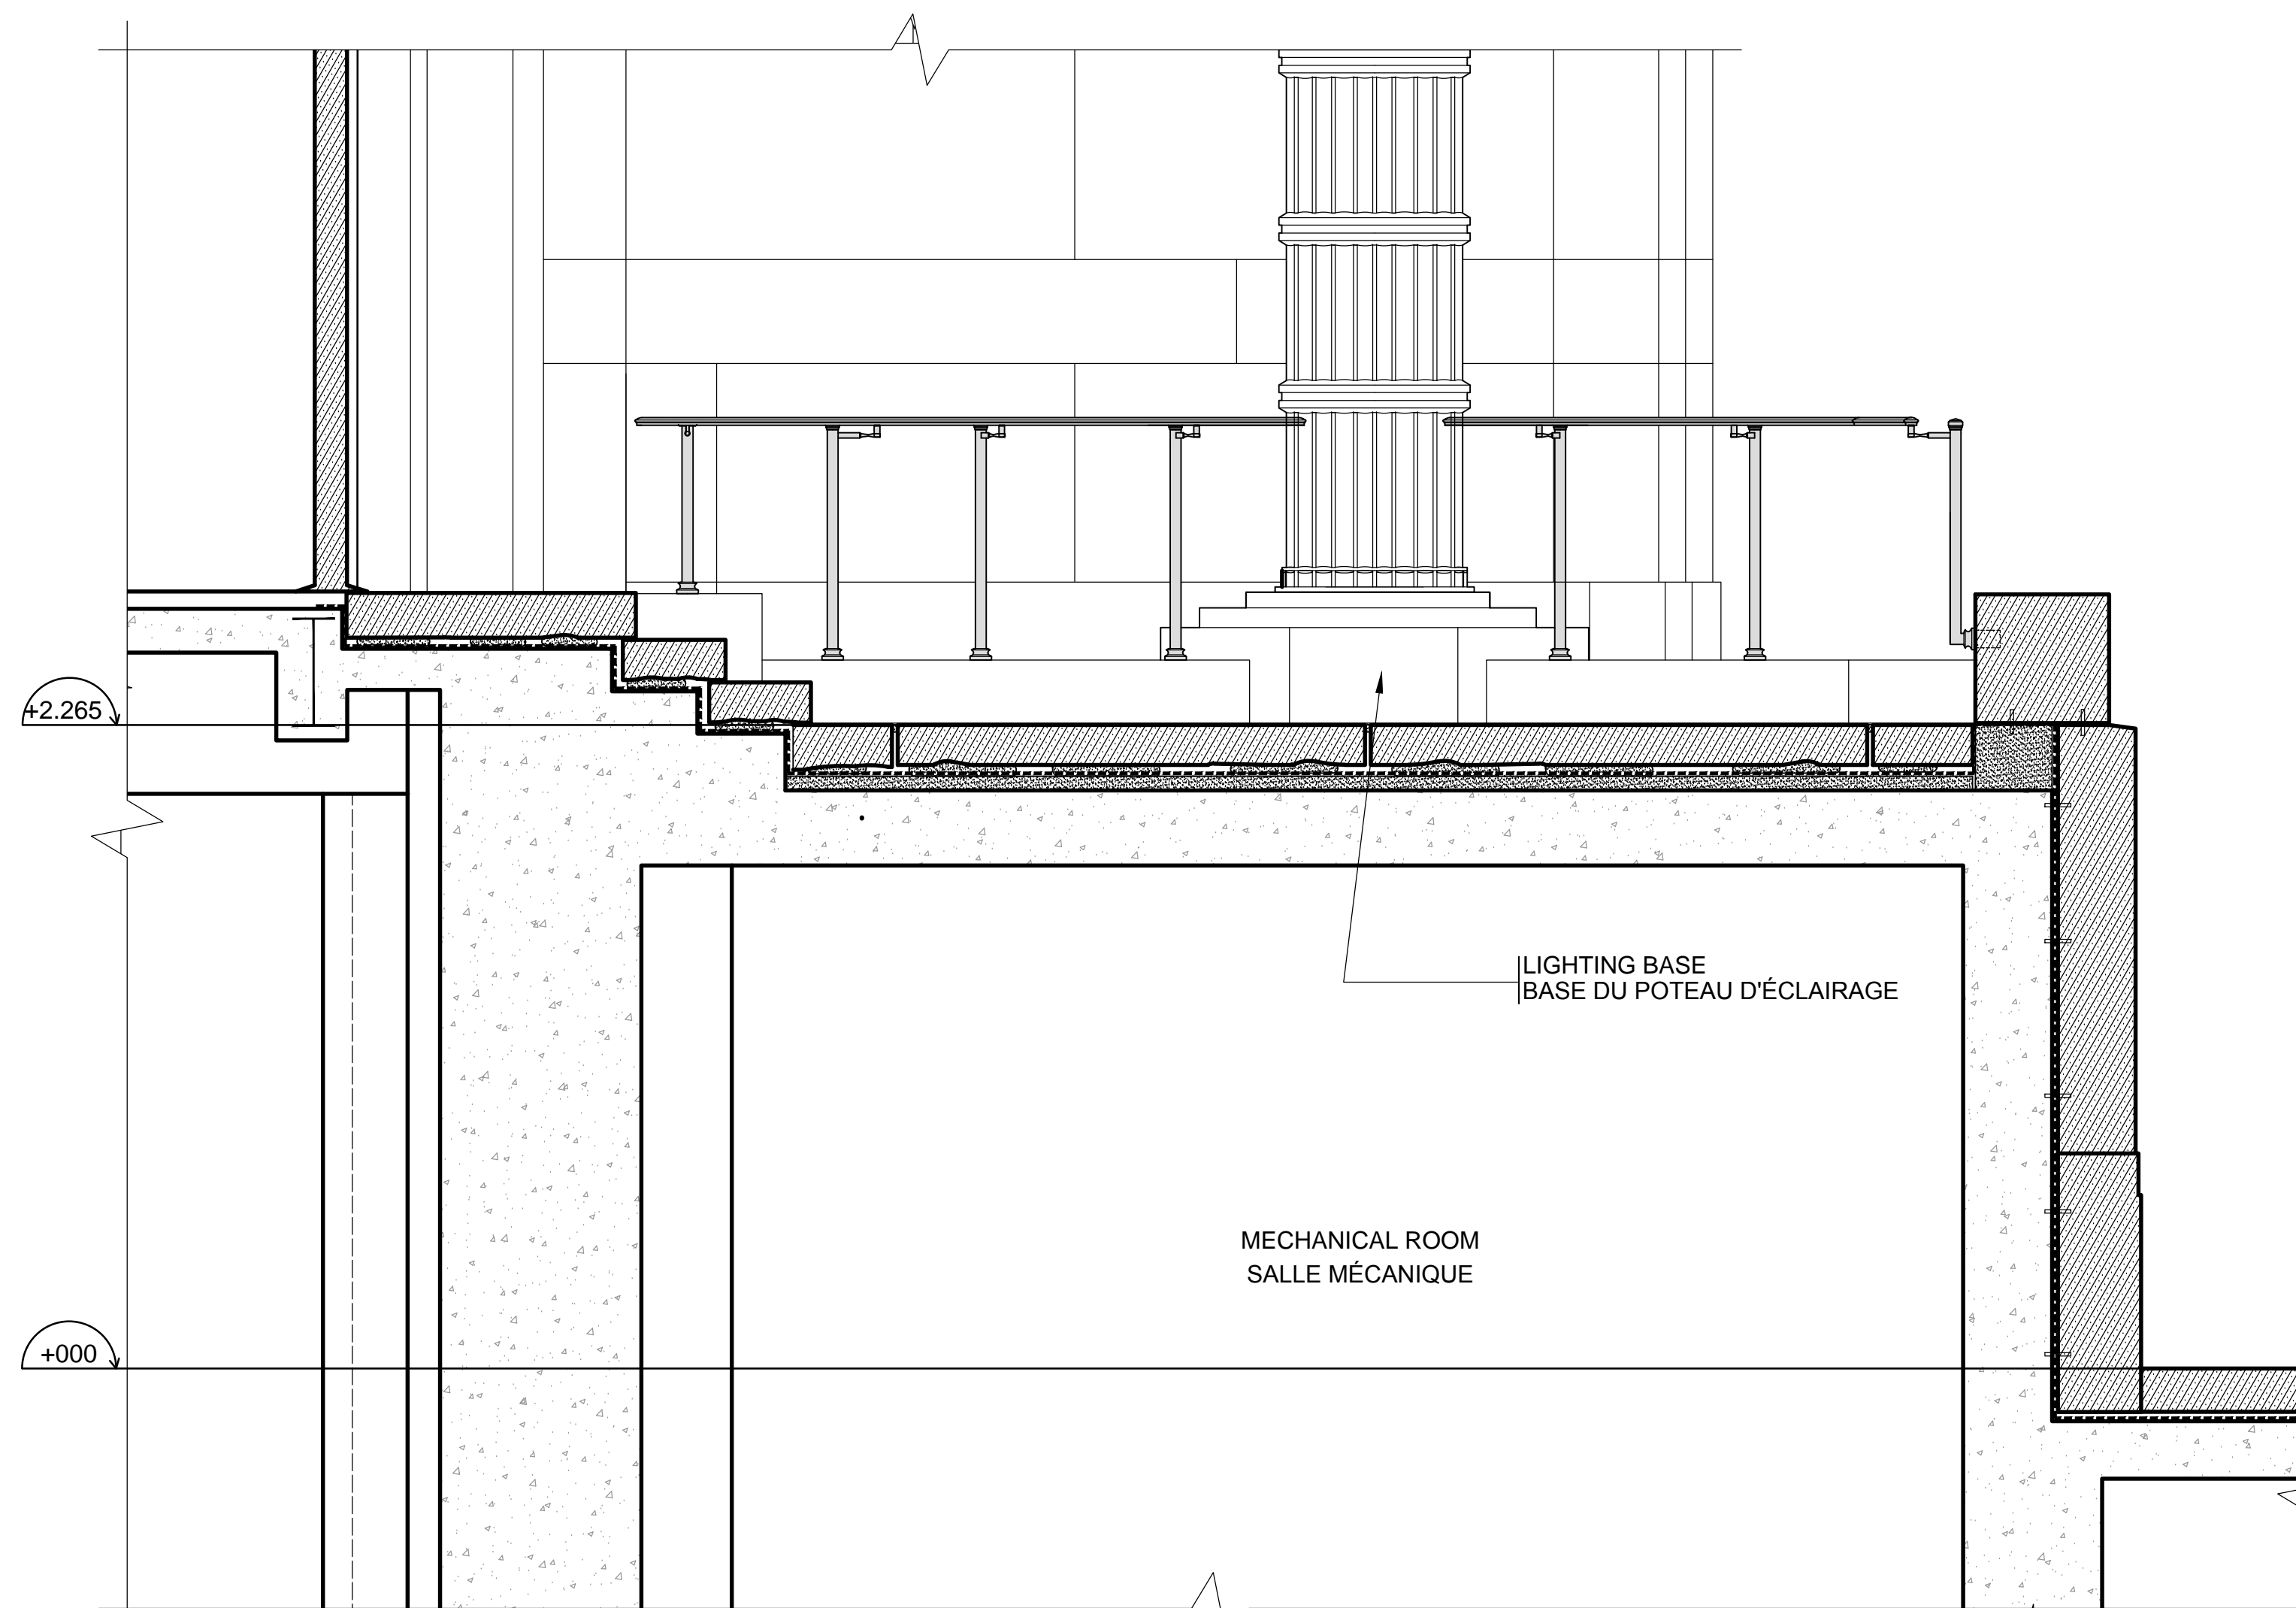 +2.265
LIGHTING BASE
BASE DU POTEAU D'ÉCLAIRAGE
MECHANICAL ROOM
SALLE MÉCANIQUE
+000